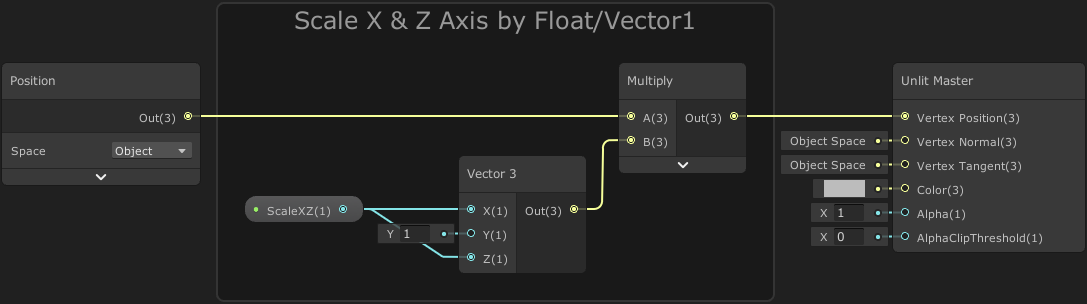 Scale X & Z Axis by Float/Vector1
Position
Out(3)
Space Object
ScaleXZ(1)
Vector 3
X(1) Out(3)
Y 1 Y(1)
Z(1)
Multiply
A(3) Out(3)
B(3)
Unlit Master
Vertex Position(3)
Object Space Vertex Normal(3)
Object Space Vertex Tangent(3)
Color(3)
X 1 Alpha(1)
X 0 AlphaClipThreshold(1)